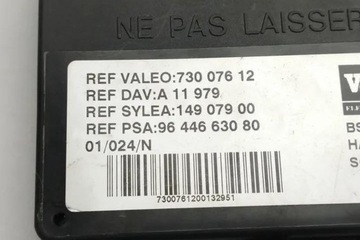 NE PAS LAISSER
REF VALEO:730 076 12
REF DAV:A 11 979
REF SYLEA:149 079 00
REF PSA:96 446 630 80
01/024/N
7300761200132951